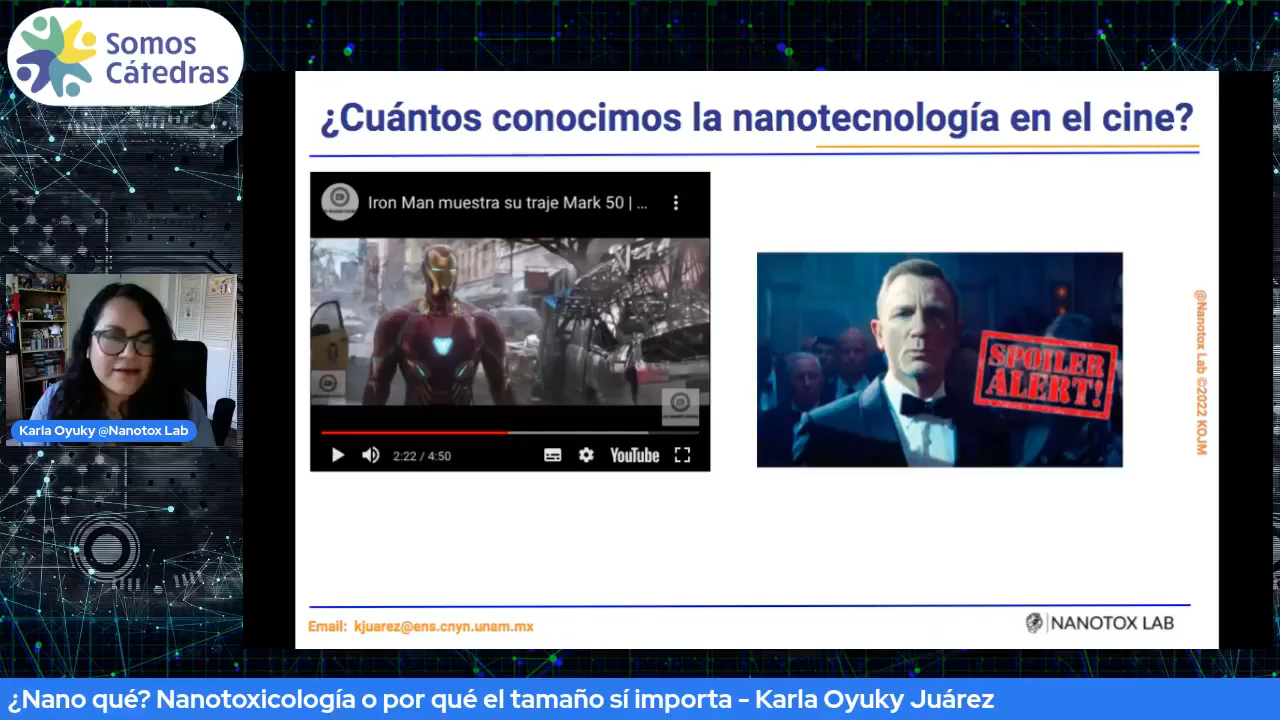 Somos
Cátedras
¿Cuántos conocimos la nanotecnología en el cine?
Iron Man muestra su traje Mark 50 | ...
SPOILER
ALERT!
2:22 / 4:50
YouTube
@Nanotox Lab ©2022 KOJM
Karla Oyuky @Nanotox Lab
Email: kjuarez@ens.cnyn.unam.mx
NANOTOX LAB
¿Nano qué? Nanotoxicología o por qué el tamaño sí importa - Karla Oyuky Juárez